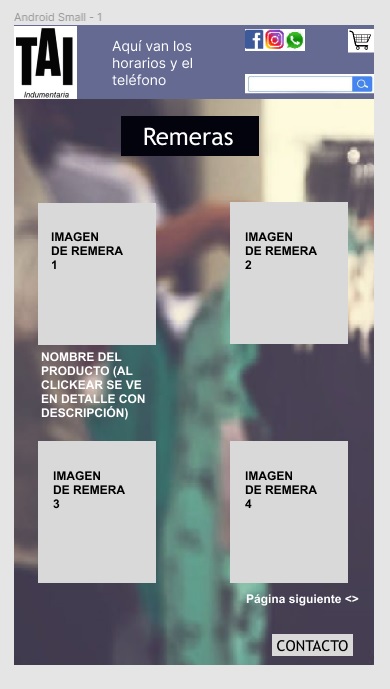 Android Small - 1
TAI
Indumentaria
Aquí van los
horarios y el
teléfono
Remeras
IMAGEN
DE REMERA
1
IMAGEN
DE REMERA
2
NOMBRE DEL
PRODUCTO (AL
CLICKEAR SE VE
EN DETALLE CON
DESCRIPCIÓN)
IMAGEN
DE REMERA
3
IMAGEN
DE REMERA
4
Página siguiente <>
CONTACTO